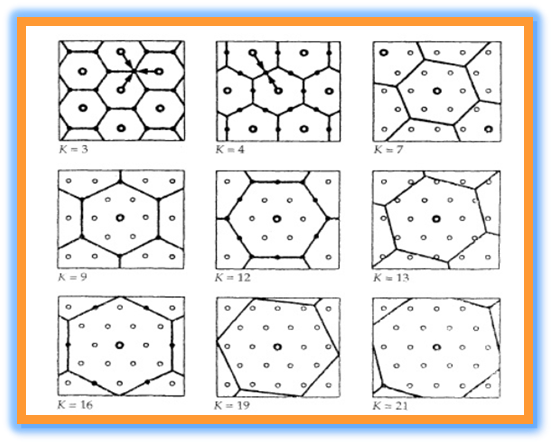 K = 3
K = 4
K = 7
K = 9
K = 12
K = 13
K = 16
K = 19
K = 21